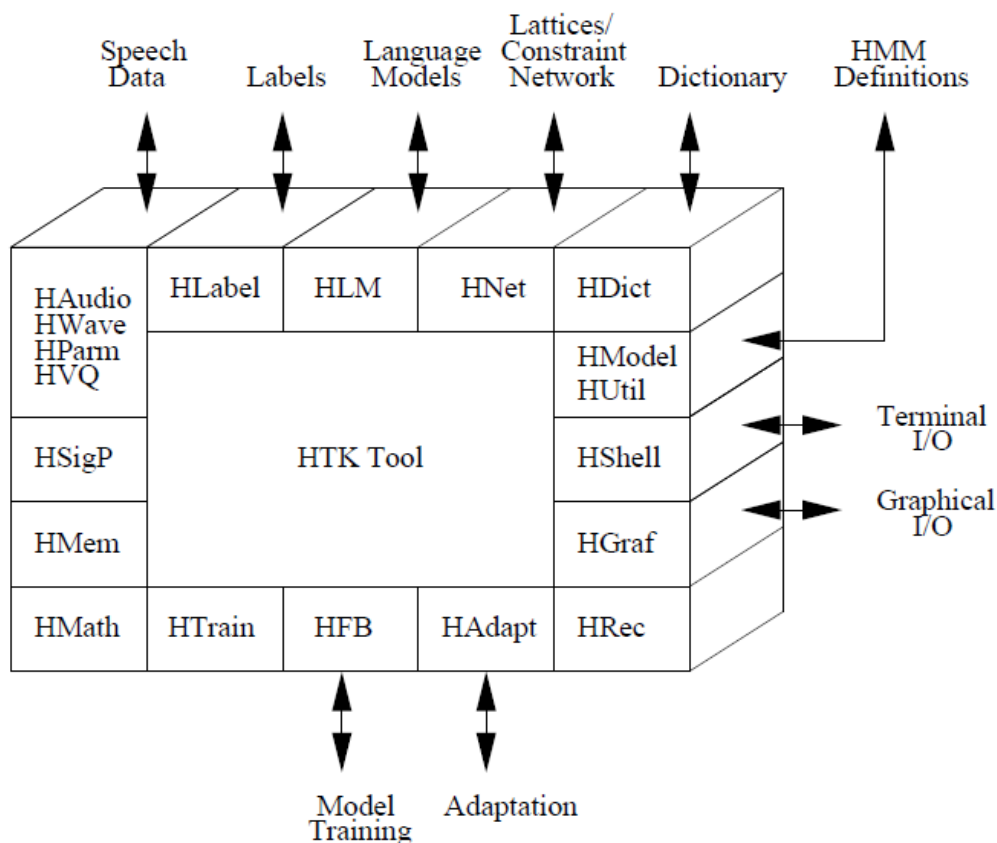 Speech
Data
Labels
Language
Models
Lattices/
Constraint
Network
Dictionary
HMM
Definitions
HAudio
HWave
HParm
HVQ
HLabel
HLM
HNet
HDict
HModel
HUtil
HSigP
HTK Tool
HShell
Terminal
I/O
HMem
HGraf
Graphical
I/O
HMath
HTrain
HFB
HAdapt
HRec
Model
Training
Adaptation